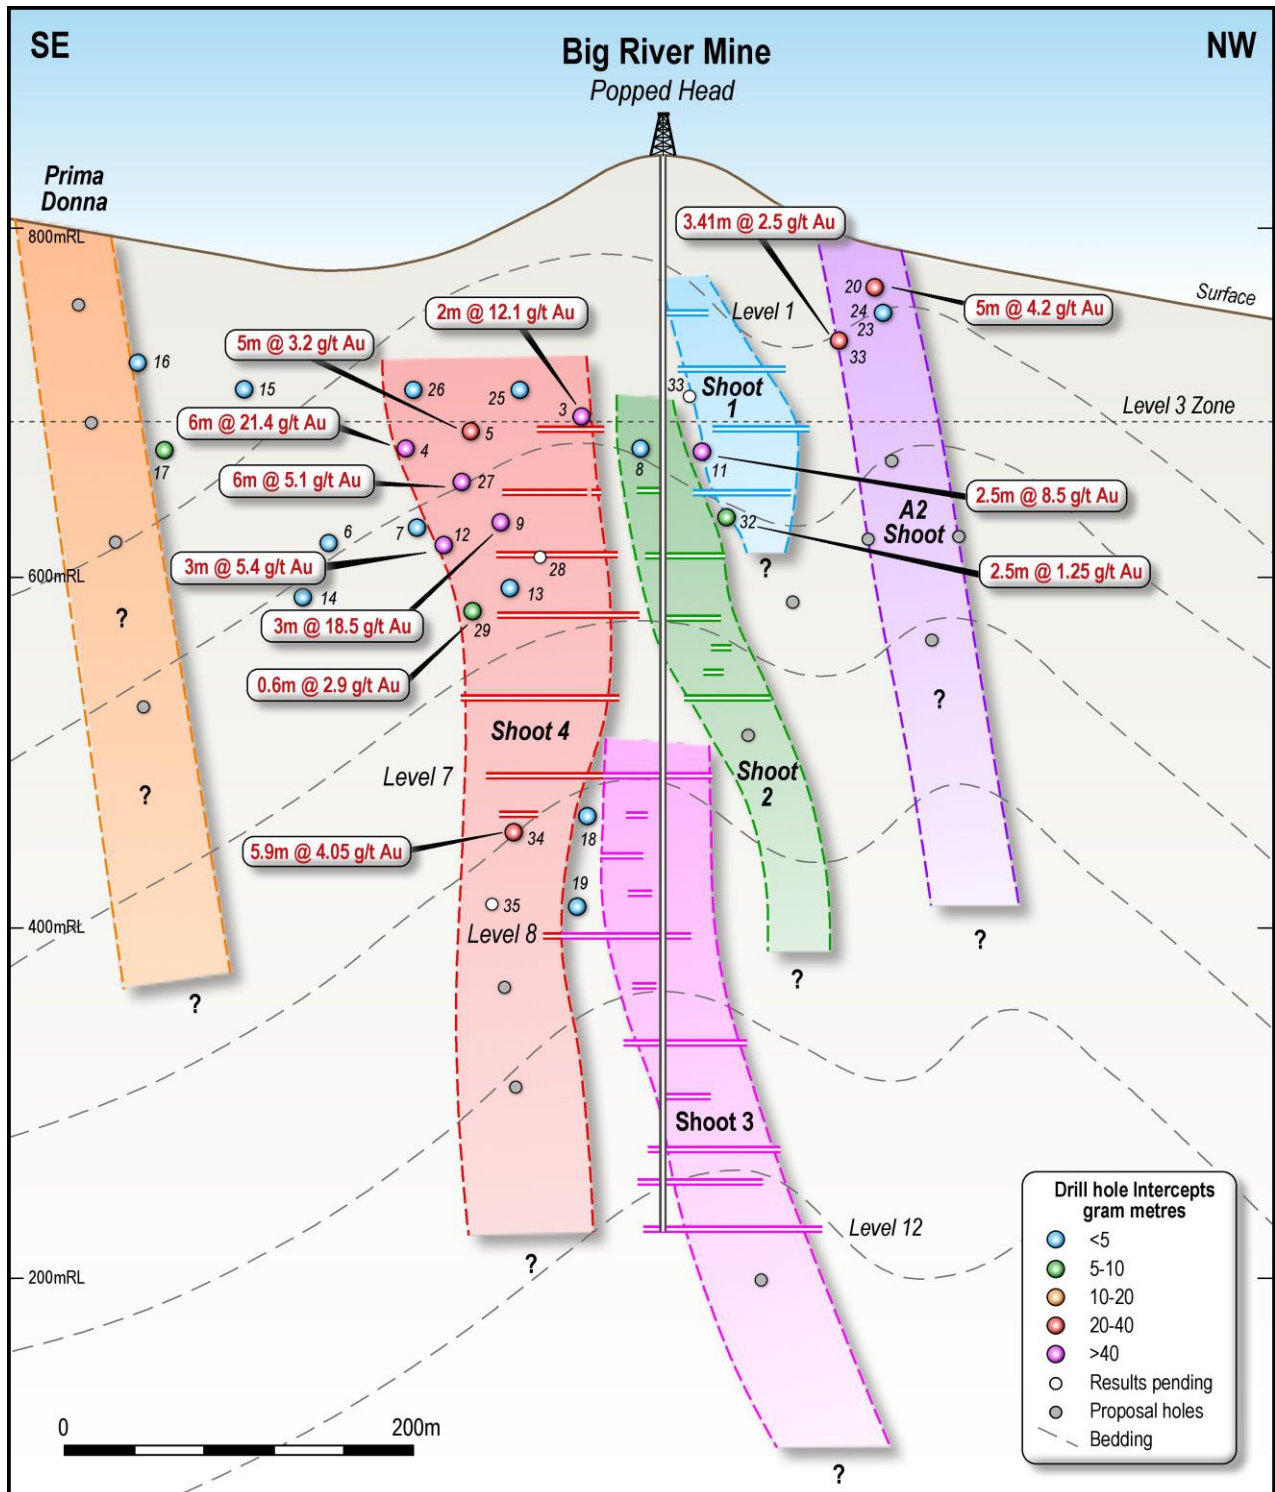 SE
Big River Mine
NW
Popped Head
Prima
Donna
3.41m @ 2.5 g/t Au
800mRL
20
5m @ 4.2 g/t Au
Surface
24
Level 1
2m @ 12.1 g/t Au
23
33
5m @ 3.2 g/t Au
16
15
26
25
33
Shoot
1
Level 3 Zone
3
6m @ 21.4 g/t Au
5
4
17
8
11
6m @ 5.1 g/t Au
27
2.5m @ 8.5 g/t Au
A2
Shoot
6
7
12
9
32
3m @ 5.4 g/t Au
28
?
2.5m @ 1.25 g/t Au
600mRL
14
13
?
3m @ 18.5 g/t Au
29
0.6m @ 2.9 g/t Au
?
Shoot 4
Level 7
Shoot
2
?
18
34
5.9m @ 4.05 g/t Au
19
35
400mRL
Level 8
?
?
?
Shoot 3
Level 12
?
200mRL
Drill hole Intercepts
gram metres
<5
5-10
10-20
20-40
>40
Results pending
Proposal holes
Bedding
0
200m
?